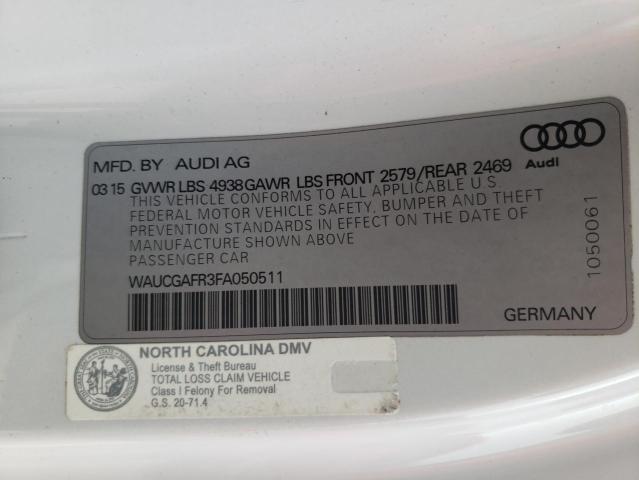 MFD. BY AUDI AG
Audi
03 15 GVWR LBS 4938 GAWR LBS FRONT 2579/REAR 2469
THIS VEHICLE CONFORMS TO ALL APPLICABLE U.S.
FEDERAL MOTOR VEHICLE SAFETY, BUMPER AND THEFT
PREVENTION STANDARDS IN EFFECT ON THE DATE OF
MANUFACTURE SHOWN ABOVE
PASSENGER CAR
1050061
WAUCGAFR3FA050511
GERMANY
NORTH CAROLINA DMV
License & Theft Bureau
TOTAL LOSS CLAIM VEHICLE
Class I Felony For Removal
G.S. 20-71.4